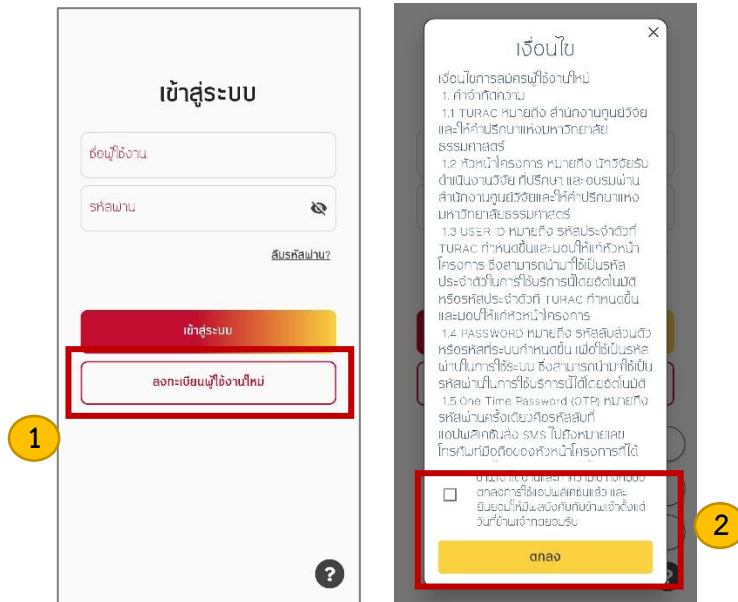 เข้าสู่ระบบ
ชื่อผู้ใช้งาน
รหัสผ่าน
ลืมรหัสผ่าน?
เข้าสู่ระบบ
ลงทะเบียนผู้ใช้งานใหม่
1
?
×
เงื่อนไข
เงื่อนไขการสมัครผู้ใช้งานใหม่
1. คำจำกัดความ
1.1 TURAC หมายถึง สำนักงานศูนย์วิจัย
และให้คำปรึกษาแห่งมหาวิทยาลัย
ธรรมศาสตร์
1.2 หัวหน้าโครงการ หมายถึง นักวิจัยรับ
ดำเนินงานวิจัย ที่ปรึกษา และอบรมผ่าน
สำนักงานศูนย์วิจัยและให้คำปรึกษาแห่ง
มหาวิทยาลัยธรรมศาสตร์
1.3 USER ID หมายถึง รหัสประจำตัวที่
TURAC กำหนดขึ้นและมอบให้แก่หัวหน้า
โครงการ ซึ่งสามารถนำมาใช้เป็นรหัส
ประจำตัวในการใช้บริการนี้โดยอัตโนมัติ
หรือรหัสประจำตัวที่ TURAC กำหนดขึ้น
และมอบให้แก่หัวหน้าโครงการ
1.4 PASSWORD หมายถึง รหัสลับส่วนตัว
หรือรหัสที่ระบบกำหนดขึ้น เพื่อใช้เป็นรหัส
ผ่านในการใช้ระบบ ซึ่งสามารถนำมาใช้เป็น
รหัสผ่านในการใช้บริการนี้ได้โดยอัตโนมัติ
1.5 One Time Password (OTP) หมายถึง
รหัสผ่านครั้งเดียวคือรหัสลับที่
แอปพลิเคชันส่ง SMS ไปยังหมายเลข
โทรศัพท์มือถือของหัวหน้าโครงการที่ได้
ตกลงการใช้แอปพลิเคชันแล้ว และ
ยินยอมให้มีผลบังคับกับข้าพเจ้าตั้งแต่
วันที่ข้าพเจ้ากดยอมรับ
ตกลง
2